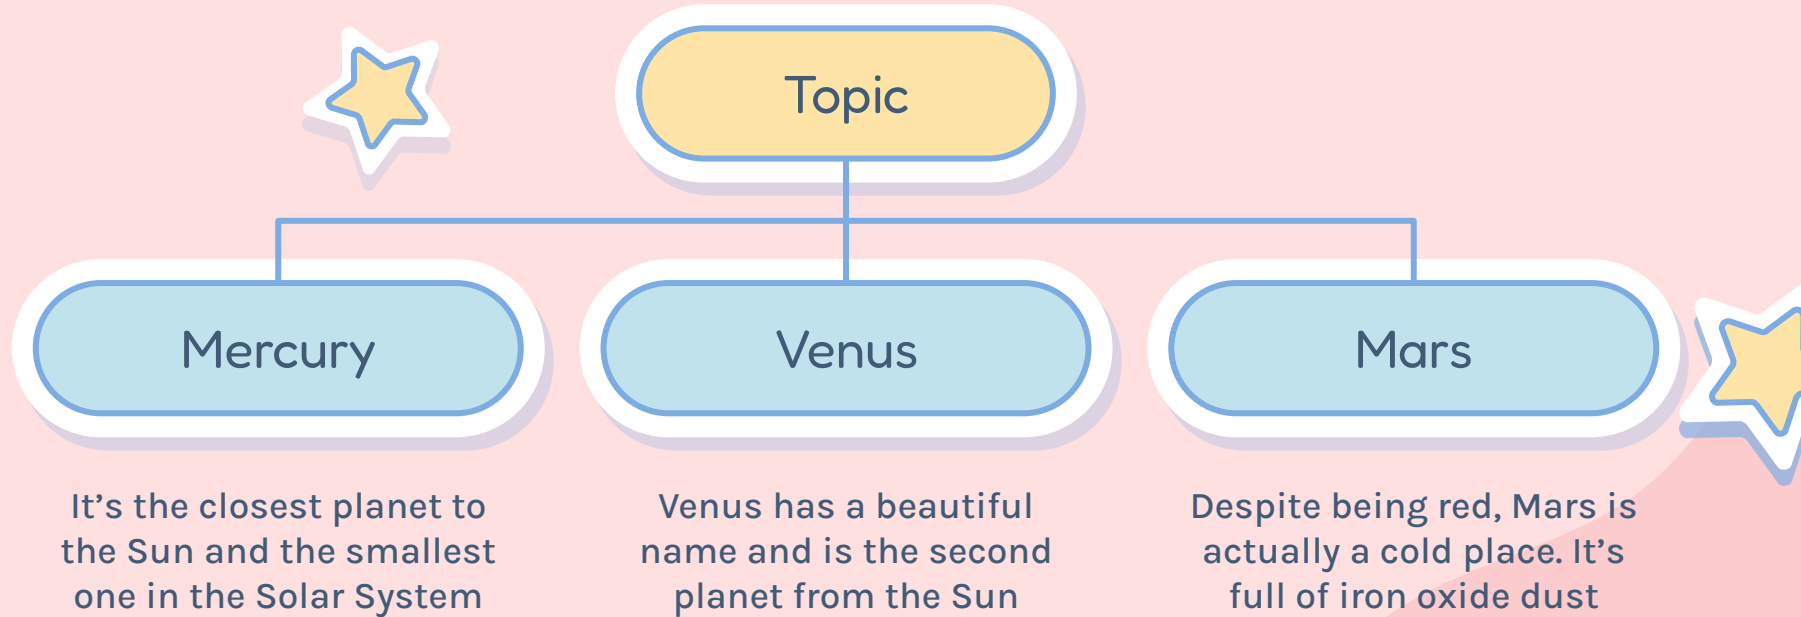 Topic
Mercury
Venus
Mars
It’s the closest planet to
the Sun and the smallest
one in the Solar System
Venus has a beautiful
name and is the second
planet from the Sun
Despite being red, Mars is
actually a cold place. It’s
full of iron oxide dust